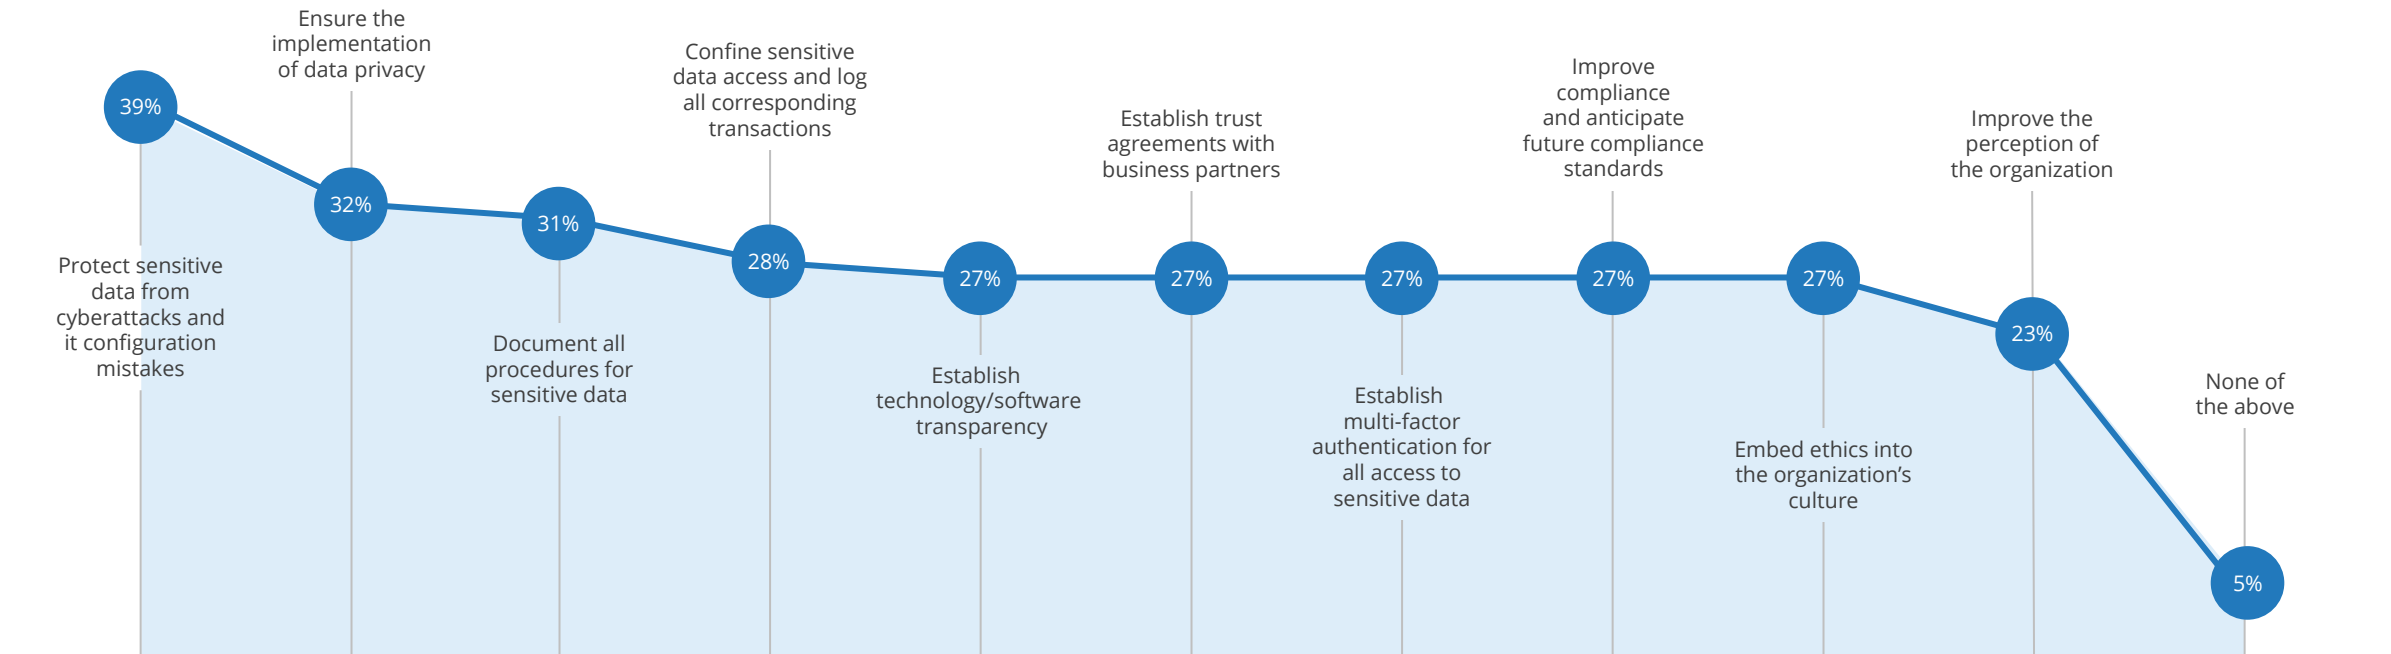 39%
Protect sensitive
data from
cyberattacks and
it configuration
mistakes
Ensure the
implementation
of data privacy
32%
31%
Document all
procedures for
sensitive data
Confine sensitive
data access and log
all corresponding
transactions
28%
27%
Establish
technology/software
transparency
Establish trust
agreements with
business partners
27%
27%
Establish
multi-factor
authentication for
all access to
sensitive data
Improve
compliance
and anticipate
future compliance
standards
27%
27%
Embed ethics into
the organization’s
culture
Improve the
perception of
the organization
23%
None of
the above
5%